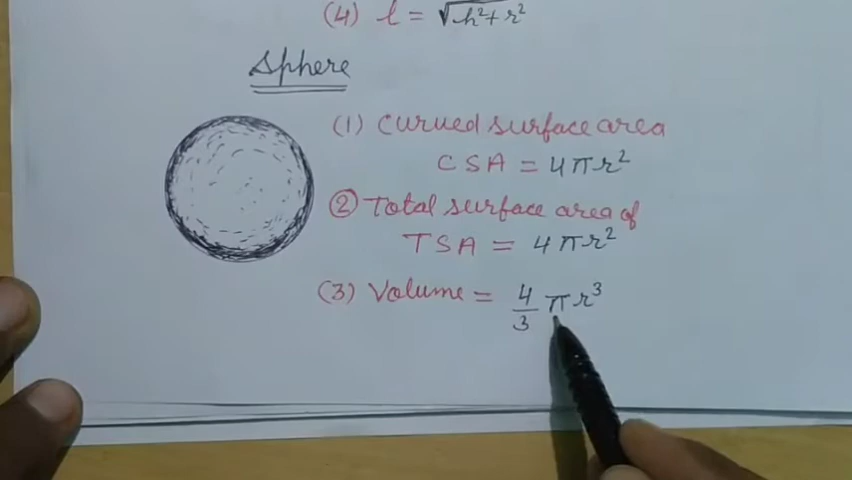 (4) l = √h²+r²
Sphere
(1) Curved surface area
CSA = 4πr²
② Total surface area of
TSA = 4πr²
(3) Volume = 4/3 πr³